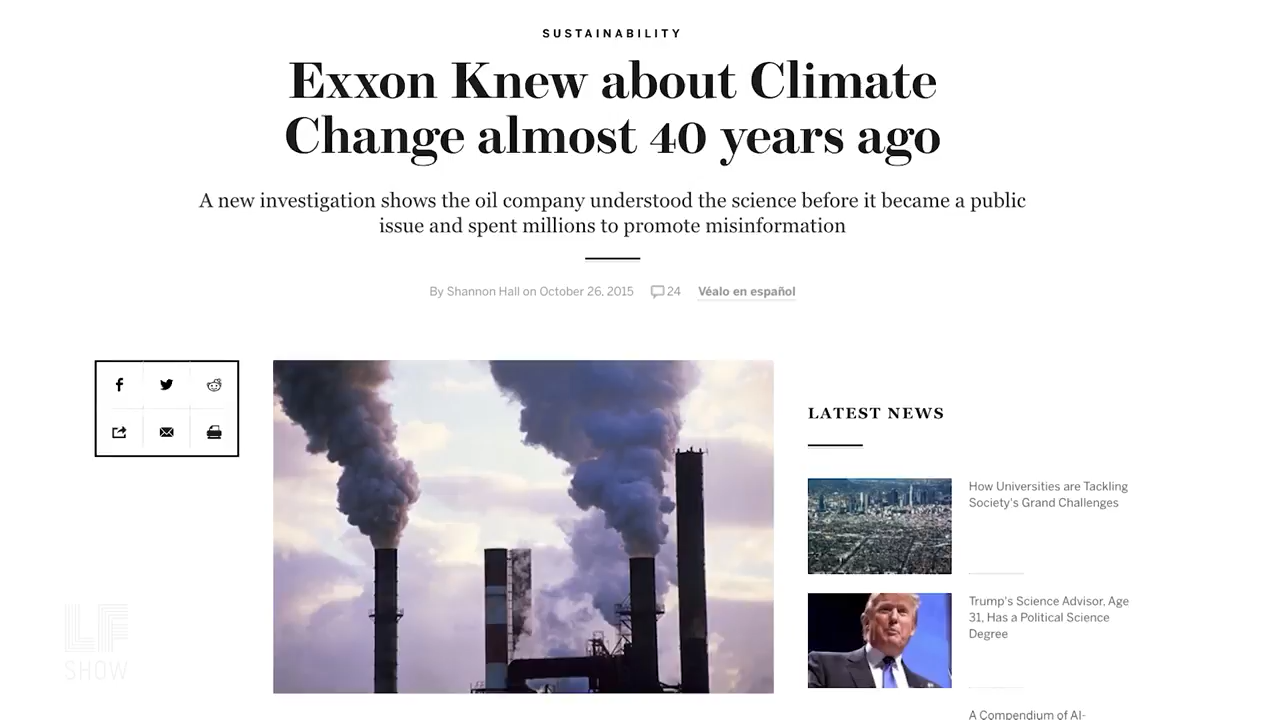 SUSTAINABILITY
Exxon Knew about Climate
Change almost 40 years ago
A new investigation shows the oil company understood the science before it became a public
issue and spent millions to promote misinformation
By Shannon Hall on October 26, 2015 24 Véalo en español
LATEST NEWS
How Universities are Tackling
Society's Grand Challenges
Trump's Science Advisor, Age
31, Has a Political Science
Degree
A Compendium of AI-
LF
SHOW